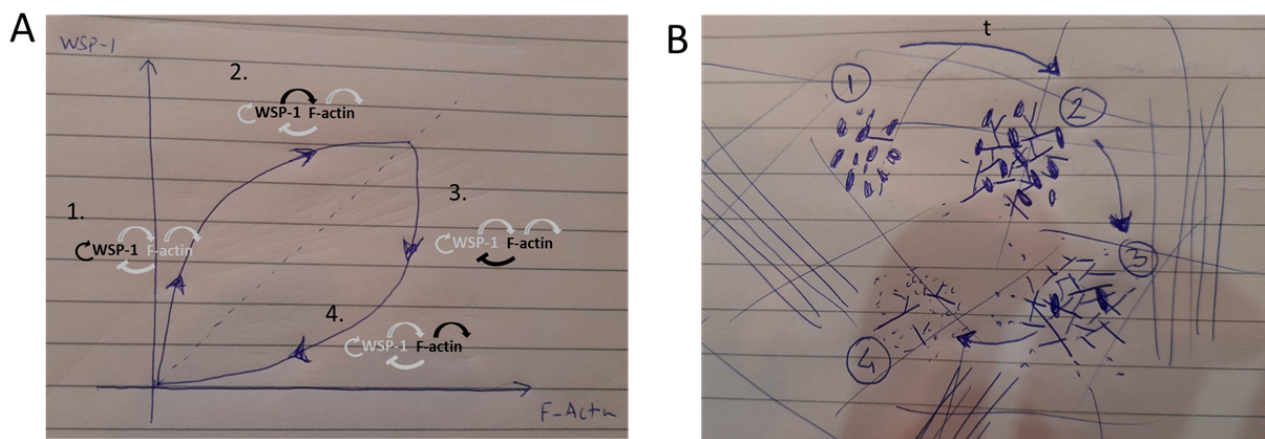 A
WSP-1
2.
WSP-1 F-actin
1.
WSP-1 F-actin
3.
WSP-1 F-actin
4.
WSP-1 F-actin
F-Actin
B
t
1
2
3
4